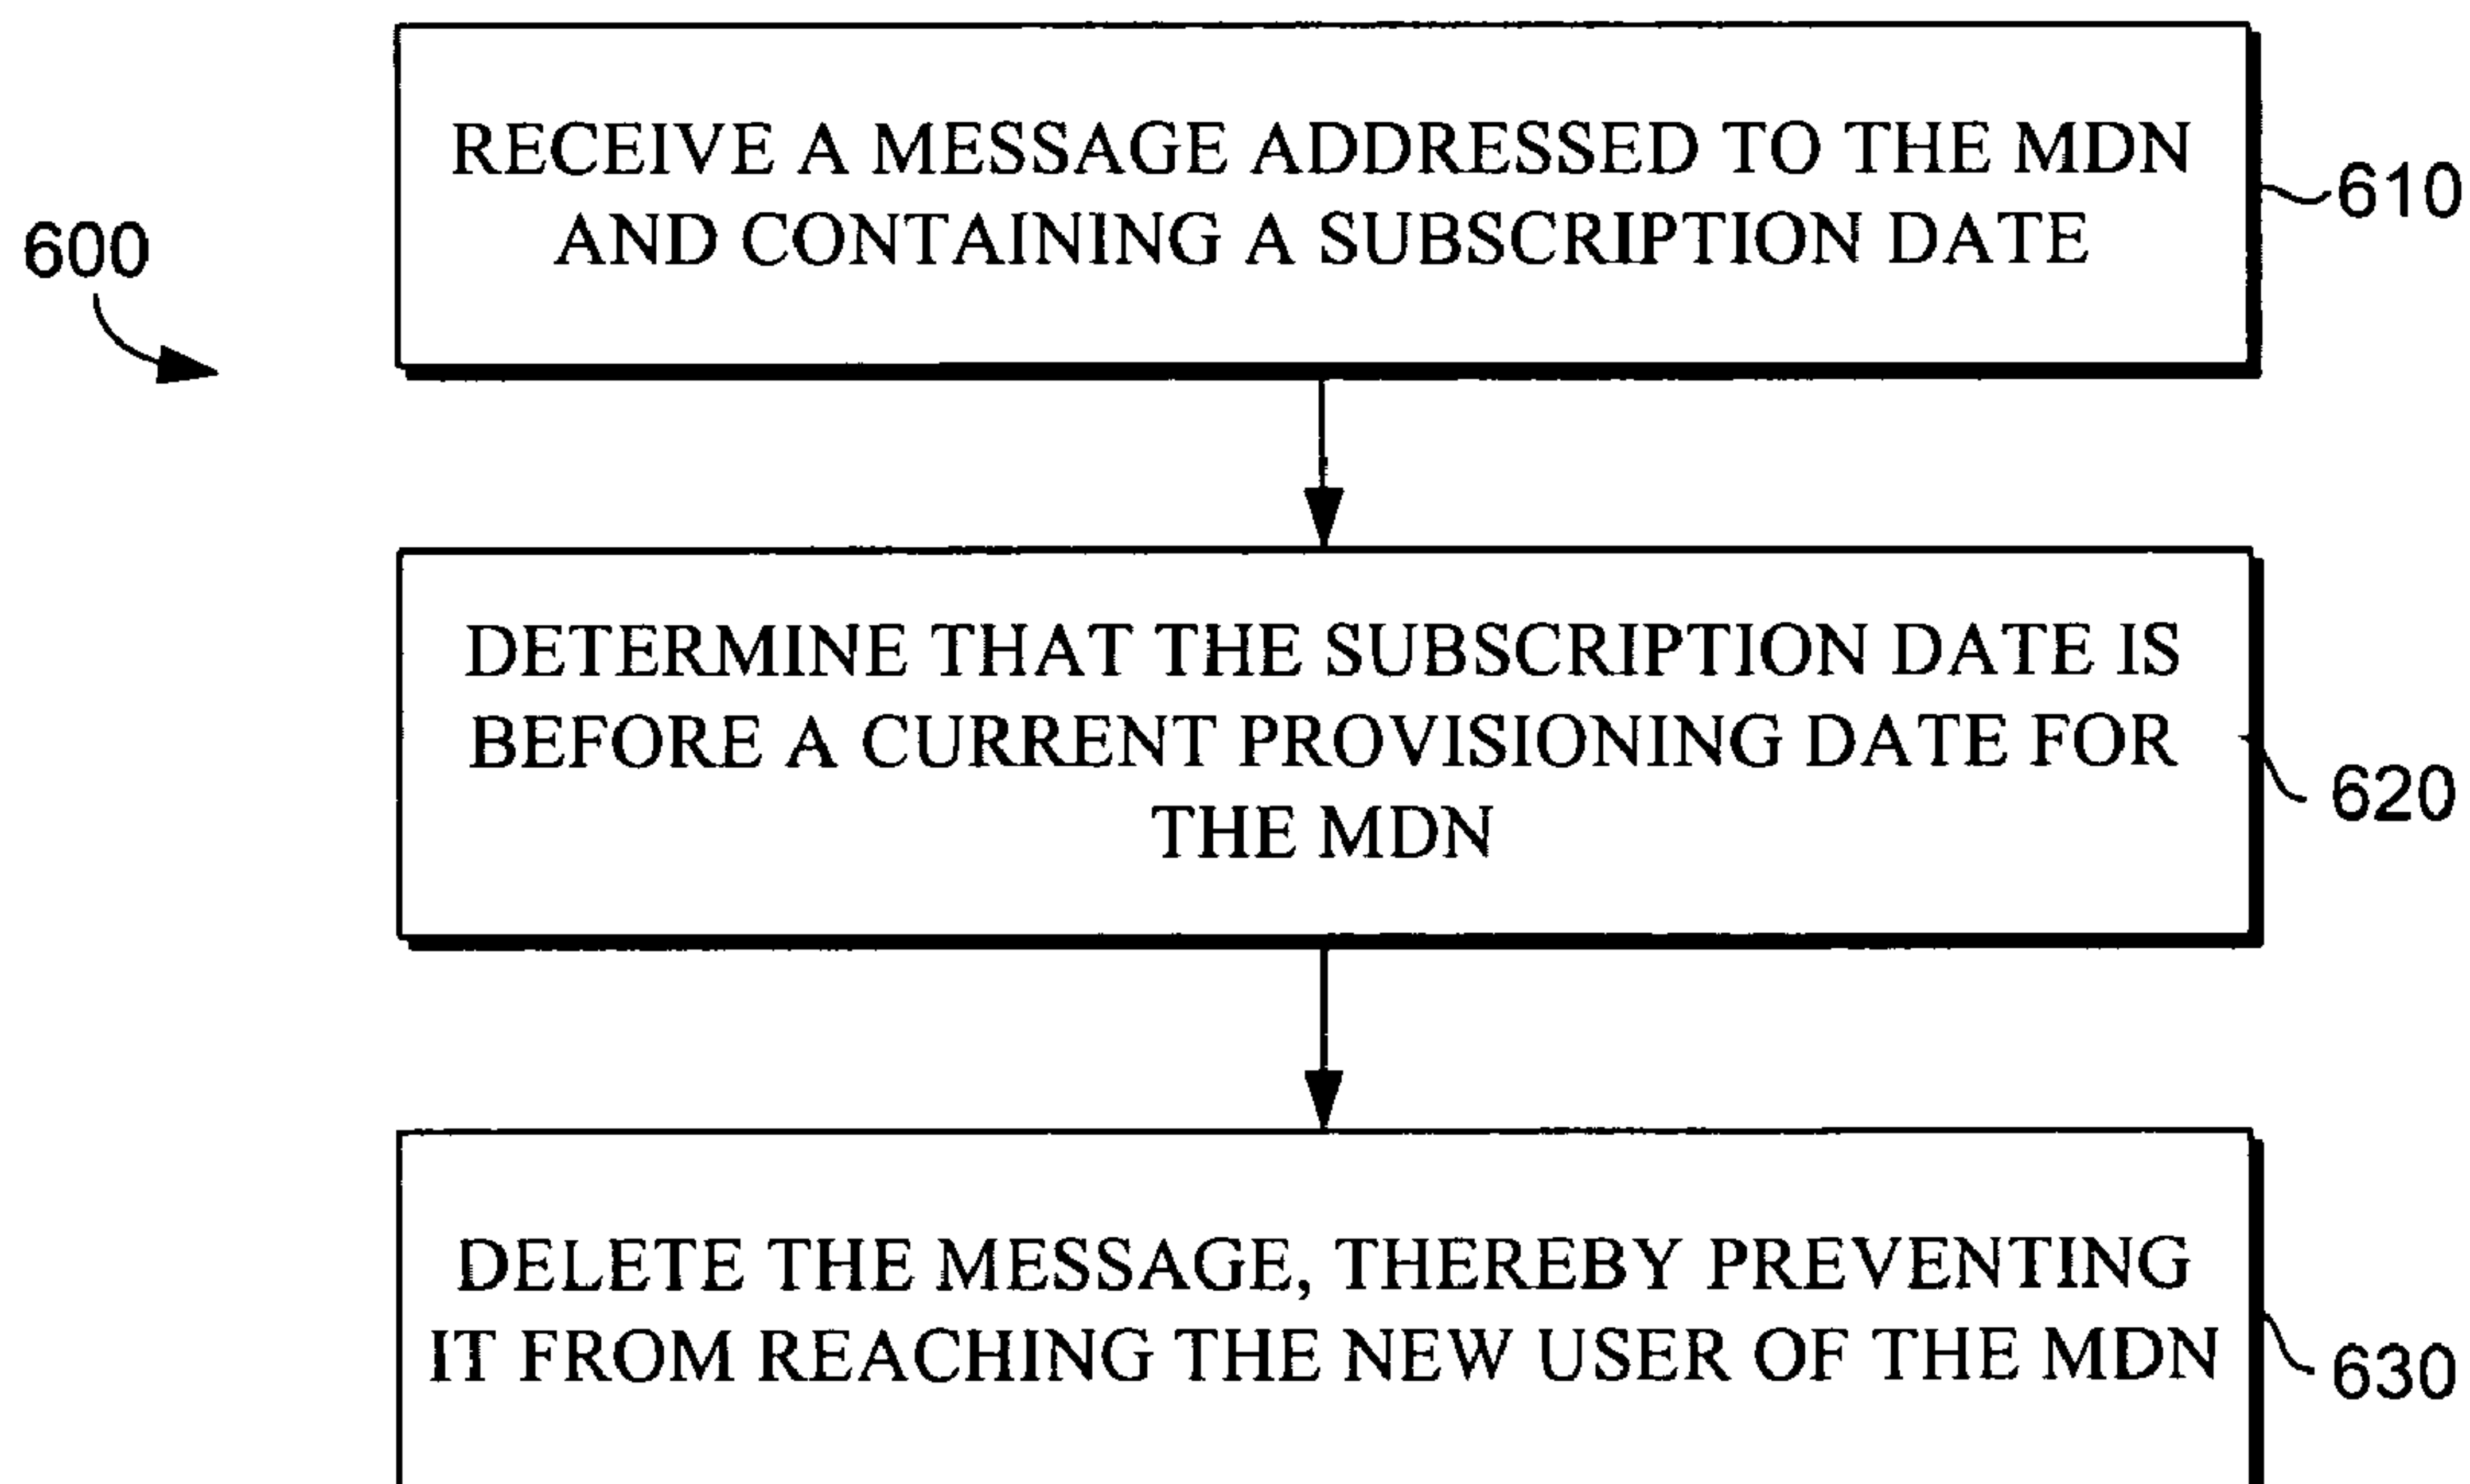 600
RECEIVE A MESSAGE ADDRESSED TO THE MDN
AND CONTAINING A SUBSCRIPTION DATE
610
DETERMINE THAT THE SUBSCRIPTION DATE IS
BEFORE A CURRENT PROVISIONING DATE FOR
THE MDN
620
DELETE THE MESSAGE, THEREBY PREVENTING
IT FROM REACHING THE NEW USER OF THE MDN
630